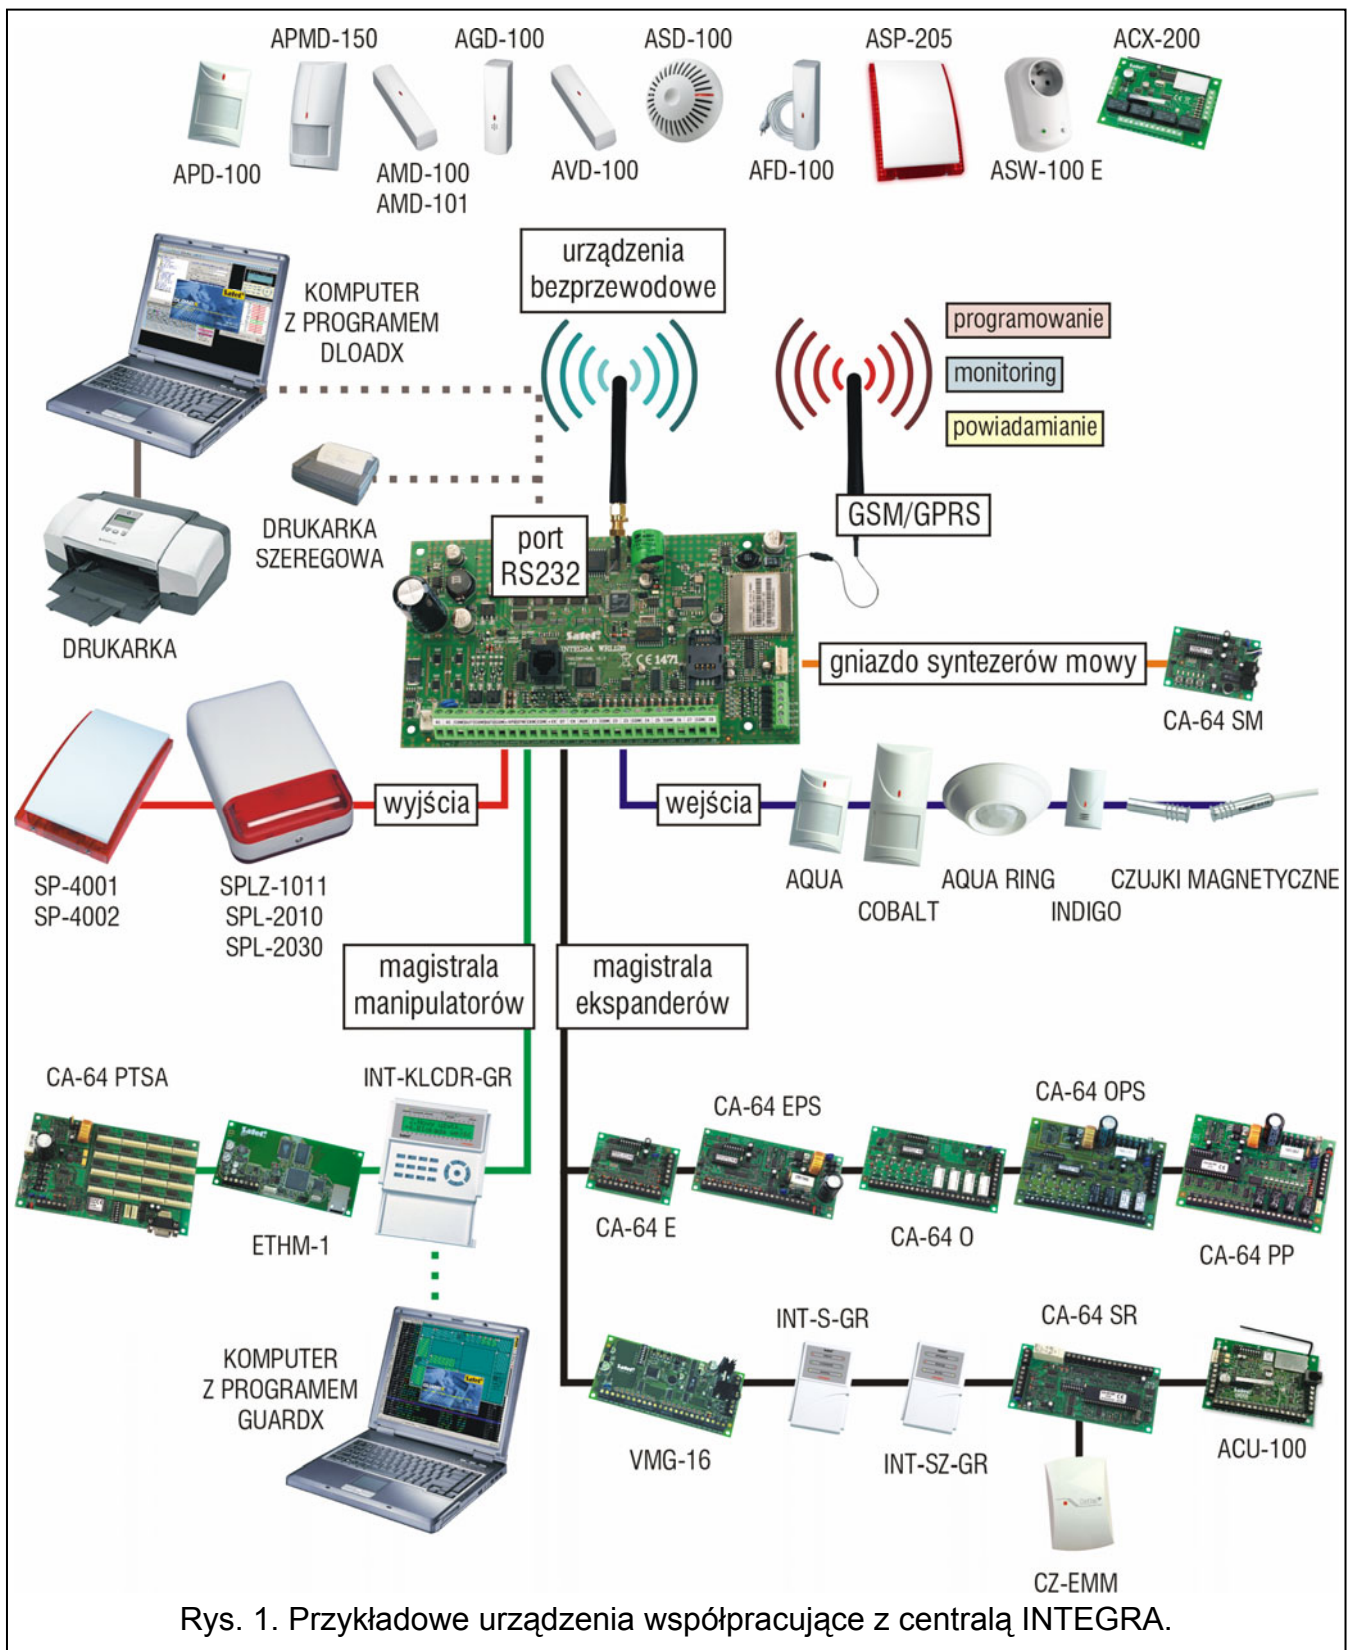 APMD-150
AGD-100
ASD-100
ASP-205
ACX-200
APD-100
AMD-100
AMD-101
AVD-100
AFD-100
ASW-100 E
urządzenia
bezprzewodowe
KOMPUTER
Z PROGRAMEM
DLOADX
programowanie
monitoring
powiadamianie
DRUKARKA
SZEREGOWA
port
RS232
GSM/GPRS
DRUKARKA
Satel
INTEGRA WRL
CE 1471
gniazdo syntezerów mowy
CA-64 SM
wyjścia
wejścia
SP-4001
SP-4002
SPLZ-1011
SPL-2010
SPL-2030
AQUA
COBALT
AQUA RING
INDIGO
CZUJKI MAGNETYCZNE
magistrala
manipulatorów
magistrala
ekspanderów
CA-64 PTSA
INT-KLCDR-GR
ETHM-1
CA-64 EPS
CA-64 OPS
CA-64 E
CA-64 O
CA-64 PP
KOMPUTER
Z PROGRAMEM
GUARDX
INT-S-GR
CA-64 SR
VMG-16
INT-SZ-GR
ACU-100
CZ-EMM
Rys. 1. Przykładowe urządzenia współpracujące z centralą INTEGRA.